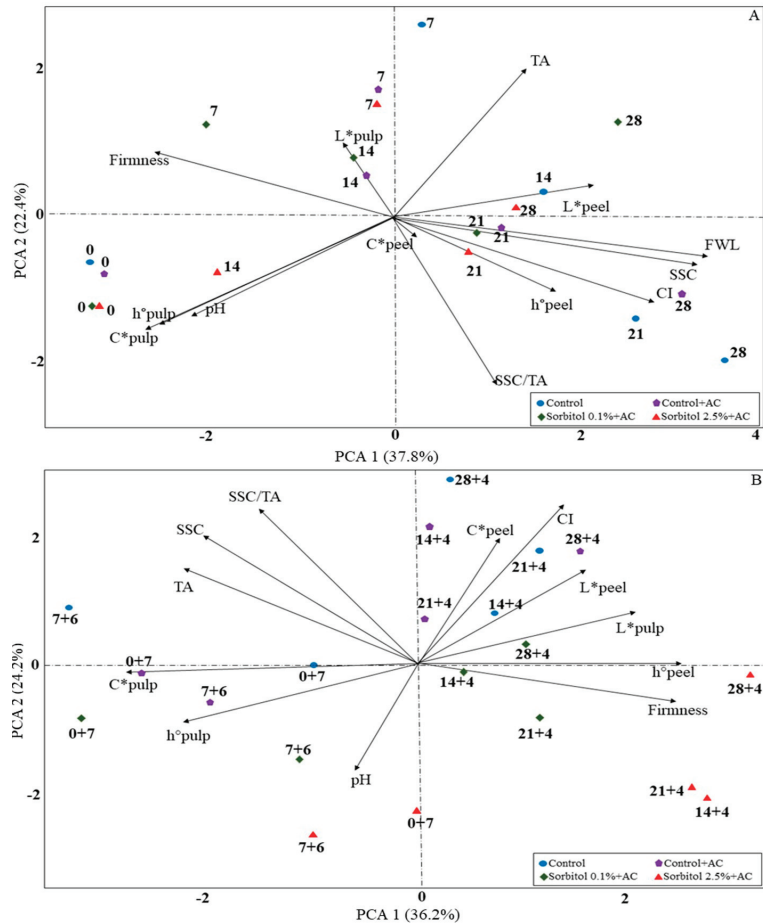 A
7
TA
2
7
7
7
28
L*pulp
14
14
Firmness
14
L*peel
28
0
21
21
C*peel
FWL
0
0
21
SSC
14
h°peel
CI
28
0
0
h°pulp
pH
C*pulp
21
28
-2
SSC/TA
Control
Control+AC
Sorbitol 0.1%+AC
Sorbitol 2.5%+AC
-2
0
2
4
PCA 1 (37.8%)
PCA 2 (22.4%)
B
28+4
SSC/TA
CI
C*peel
SSC
14+4
28+4
2
21+4
TA
L*peel
21+4
14+4
L*pulp
7+6
0+7
28+4
0
0+7
h°peel
C*pulp
7+6
14+4
28+4
Firmness
0+7
h°pulp
21+4
7+6
pH
21+4
14+4
-2
0+7
7+6
Control
Control+AC
Sorbitol 0.1%+AC
Sorbitol 2.5%+AC
-2
0
2
PCA 1 (36.2%)
PCA 2 (24.2%)